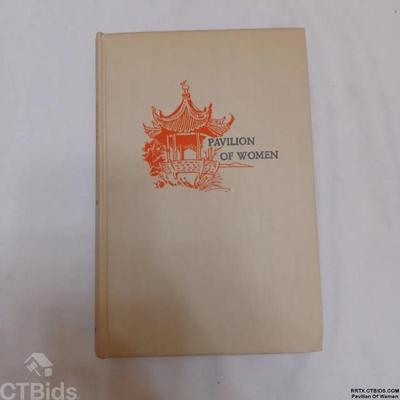 PAVILION
OF WOMEN
CTBids
RRTX.CTBIDS.COM
Pavilion Of Women